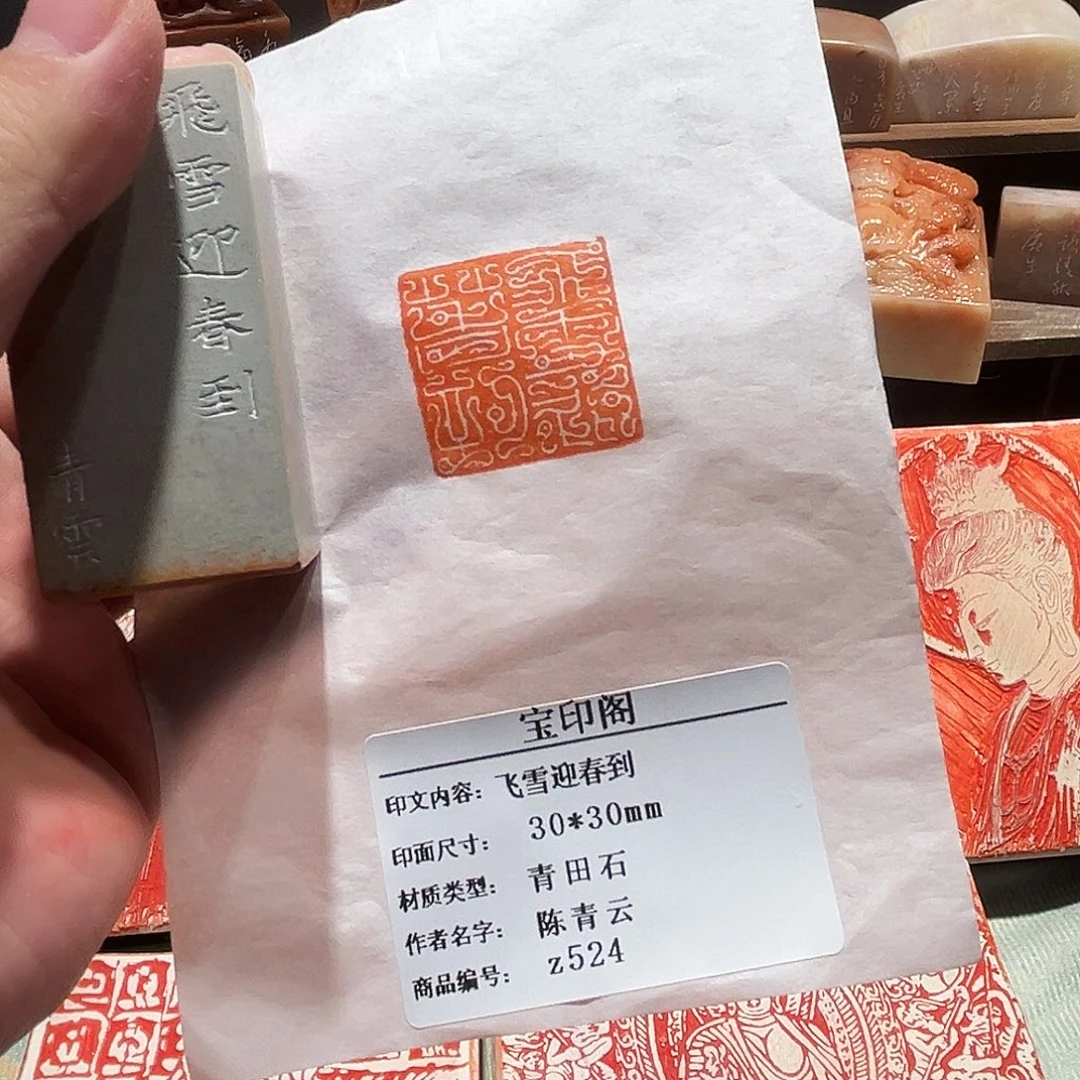 飛雪迎春到
青雲
宝印阁
印文内容：飞雪迎春到
印面尺寸：30*30mm
材质类型：青田石
作者名字：陈青云
商品编号：z524